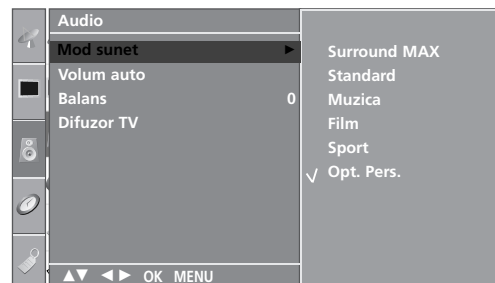 Audio
Mod sunet ►
Volum auto
Balans 0
Difuzor TV
▲▼ ◄► OK MENU
Surround MAX
Standard
Muzica
Film
Sport
√ Opt. Pers.